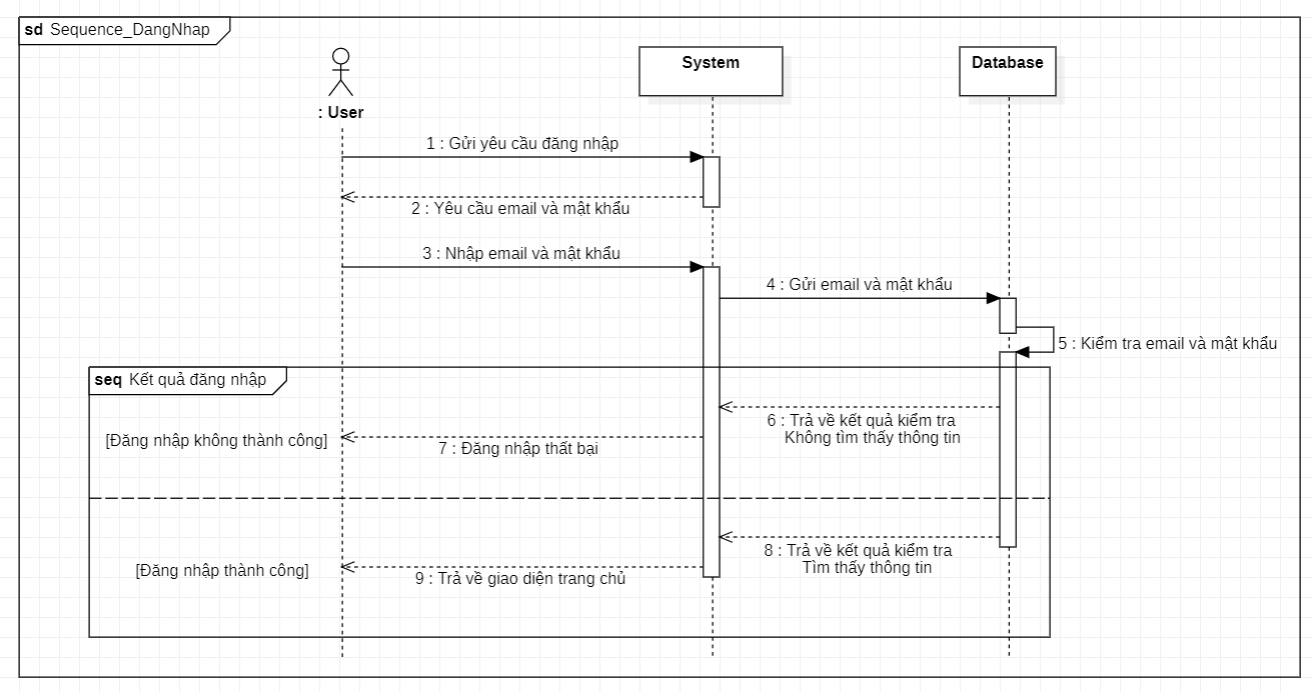 sd Sequence_DangNhap
System
Database
: User
1 : Gửi yêu cầu đăng nhập
2 : Yêu cầu email và mật khẩu
3 : Nhập email và mật khẩu
4 : Gửi email và mật khẩu
5 : Kiểm tra email và mật khẩu
seq Kết quả đăng nhập
6 : Trả về kết quả kiểm tra
Không tìm thấy thông tin
[Đăng nhập không thành công]
7 : Đăng nhập thất bại
8 : Trả về kết quả kiểm tra
Tìm thấy thông tin
[Đăng nhập thành công]
9 : Trả về giao diện trang chủ